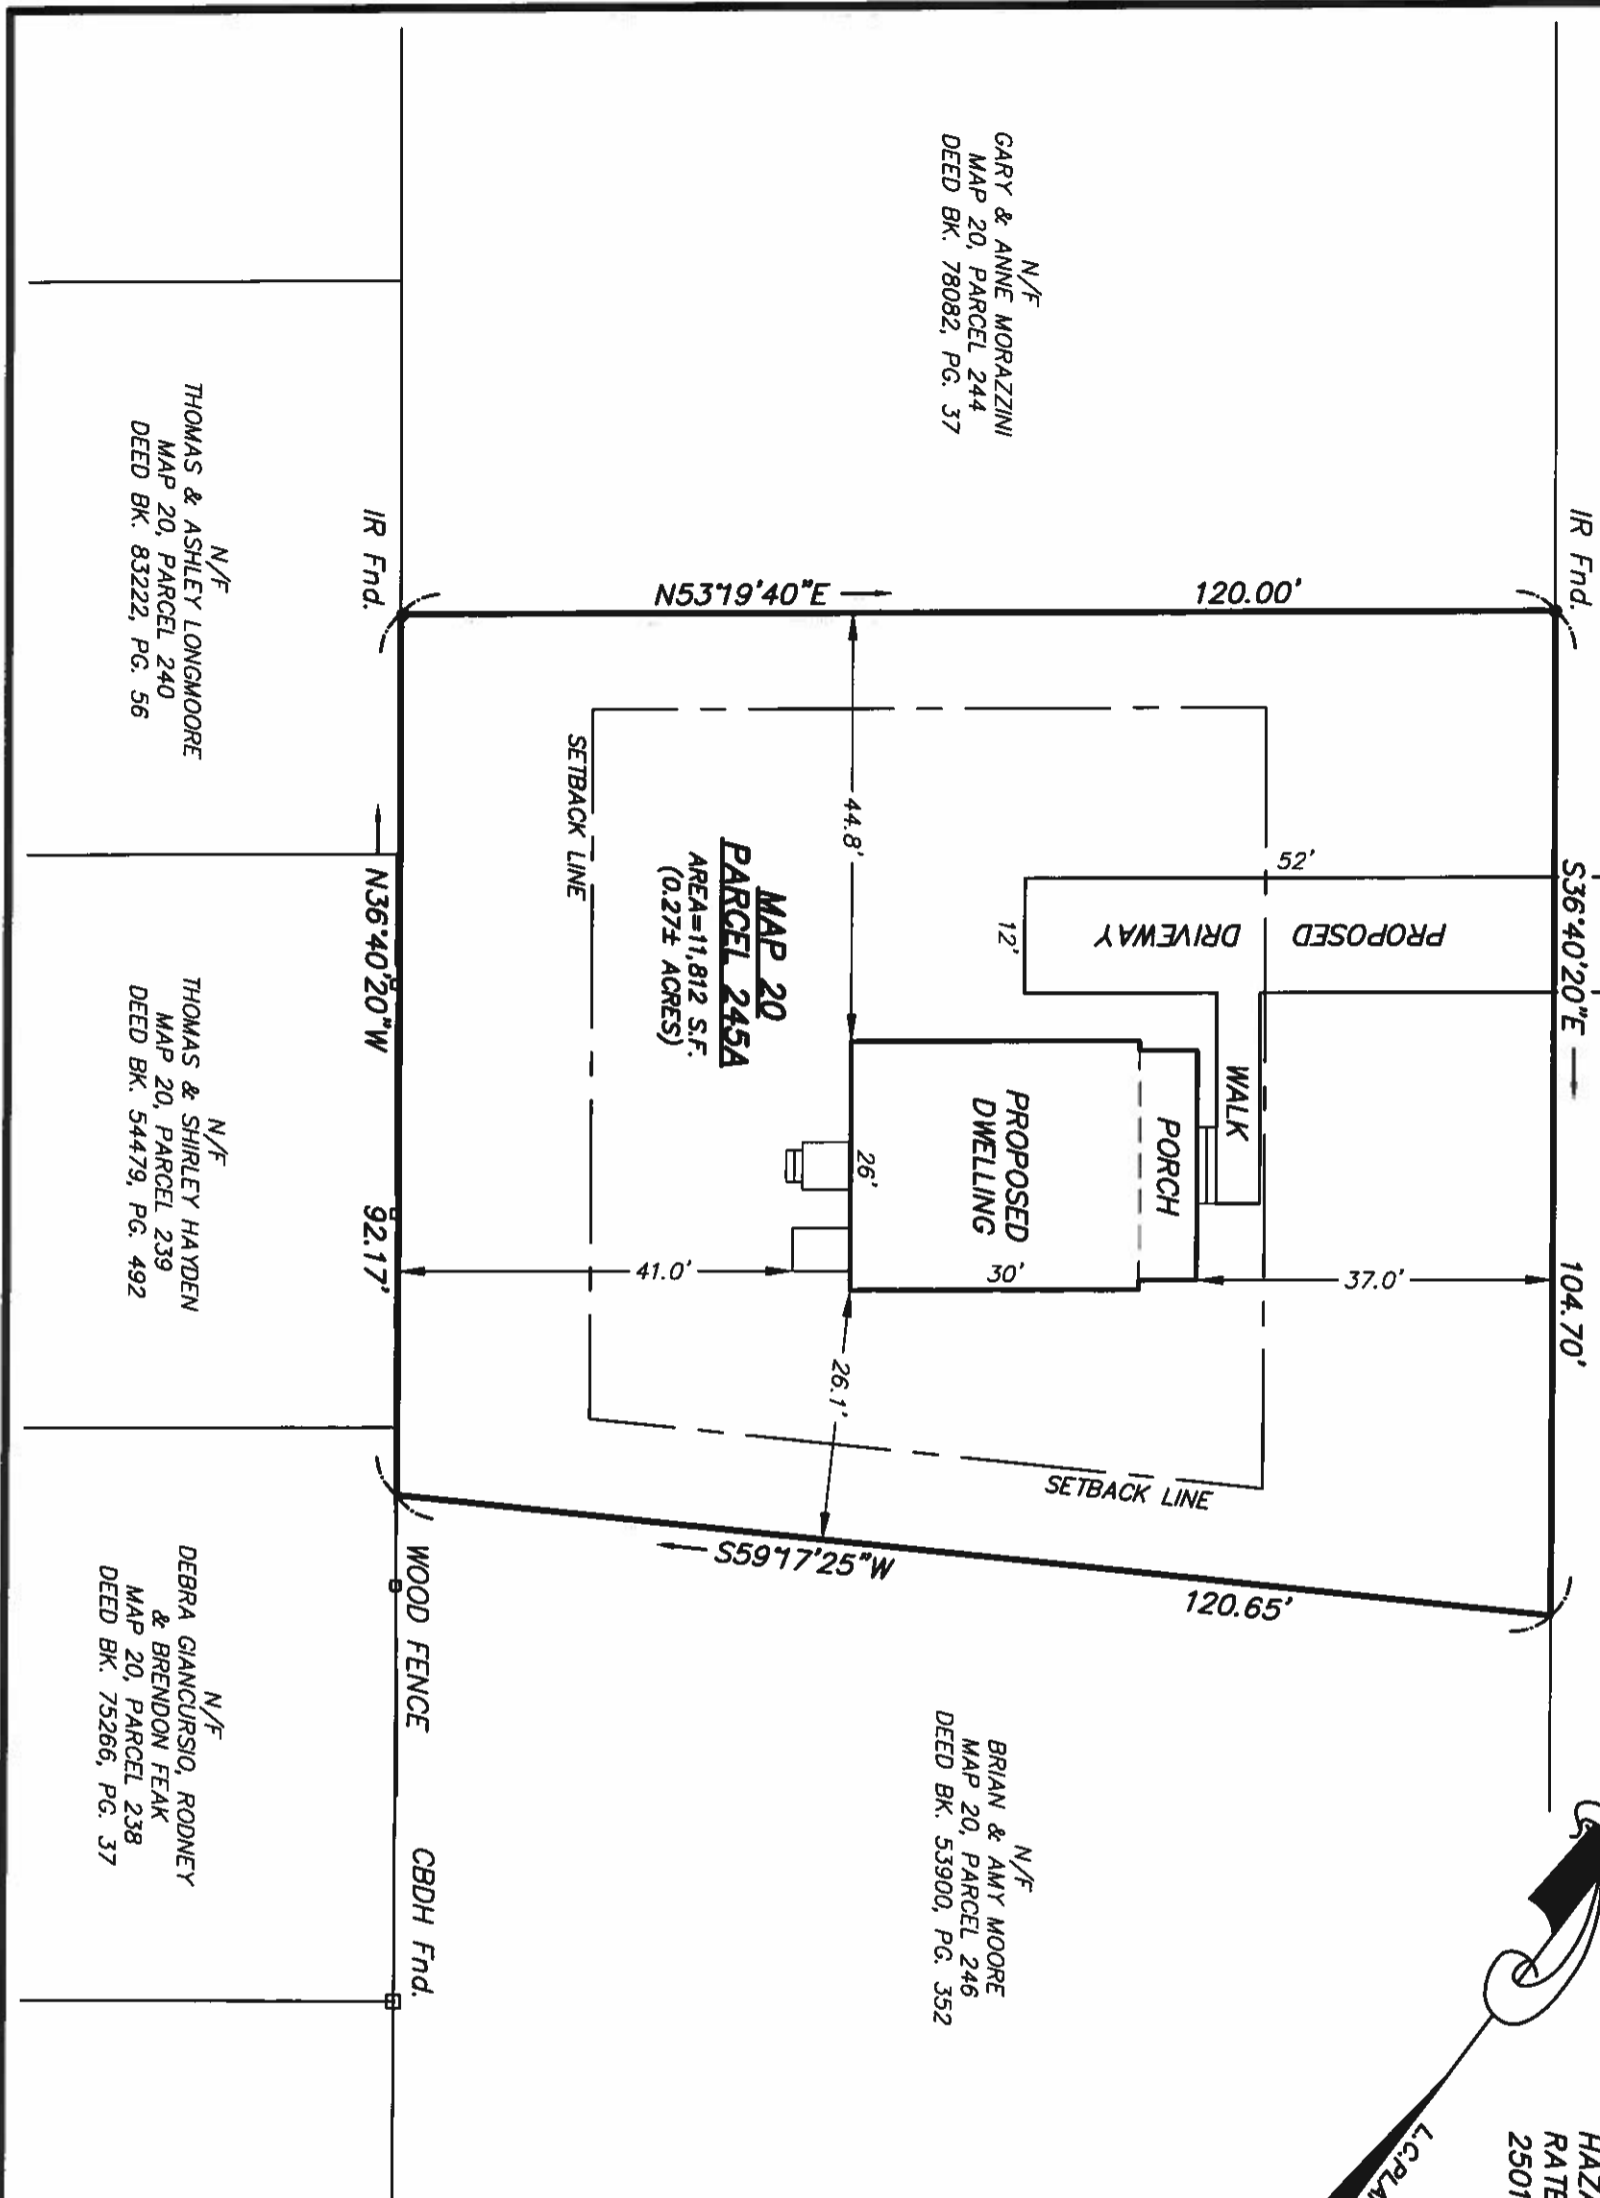 IR Fnd.
S36°40'20"E
104.70'
N/F
GARY & ANNE MORAZZINI
MAP 20, PARCEL 244
DEED BK. 78082, PG. 37
N53°19'40"E
120.00'
52'
PROPOSED DRIVEWAY
12'
WALK
PORCH
PROPOSED
DWELLING
30'
26'
37.0'
44.8'
41.0'
26.1'
MAP 20
PARCEL 245A
AREA=11,812 S.F.
(0.27± ACRES)
SETBACK LINE
SETBACK LINE
S59°17'25"W
120.65'
N/F
BRIAN & AMY MOORE
MAP 20, PARCEL 246
DEED BK. 53900, PG. 352
IR Fnd.
N36°40'20"W
92.17'
WOOD FENCE
CBDH Fnd.
N/F
THOMAS & ASHLEY LONGMOORE
MAP 20, PARCEL 240
DEED BK. 83222, PG. 56
N/F
THOMAS & SHIRLEY HAYDEN
MAP 20, PARCEL 239
DEED BK. 54479, PG. 492
N/F
DEBRA GIANCURSIO, RODNEY
& BRENDON FEAK
MAP 20, PARCEL 238
DEED BK. 75266, PG. 37
L.C.PLA
HAZA
RATE
2501